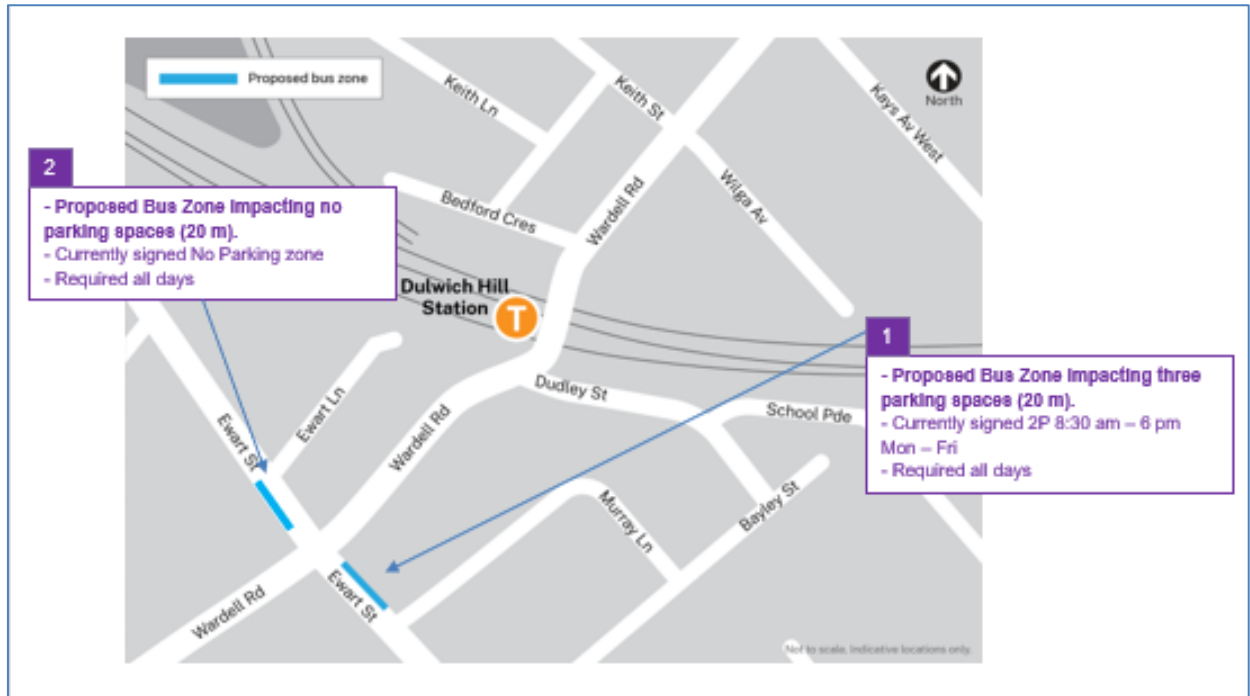 Proposed bus zone
North
Keith Ln
Keith St
Kays Av West
2
- Proposed Bus Zone impacting no
parking spaces (20 m).
- Currently signed No Parking zone
- Required all days
Bedford Cres
Wardell Rd
Wilga Av
Dulwich Hill
Station
T
1
- Proposed Bus Zone impacting three
parking spaces (20 m).
- Currently signed 2P 8:30 am – 6 pm
Mon – Fri
- Required all days
Dudley St
School Pde
Ewart St
Ewart Ln
Wardell Rd
Murray Ln
Bayley St
Wardell Rd
Ewart St
Not to scale. Indicative locations only.